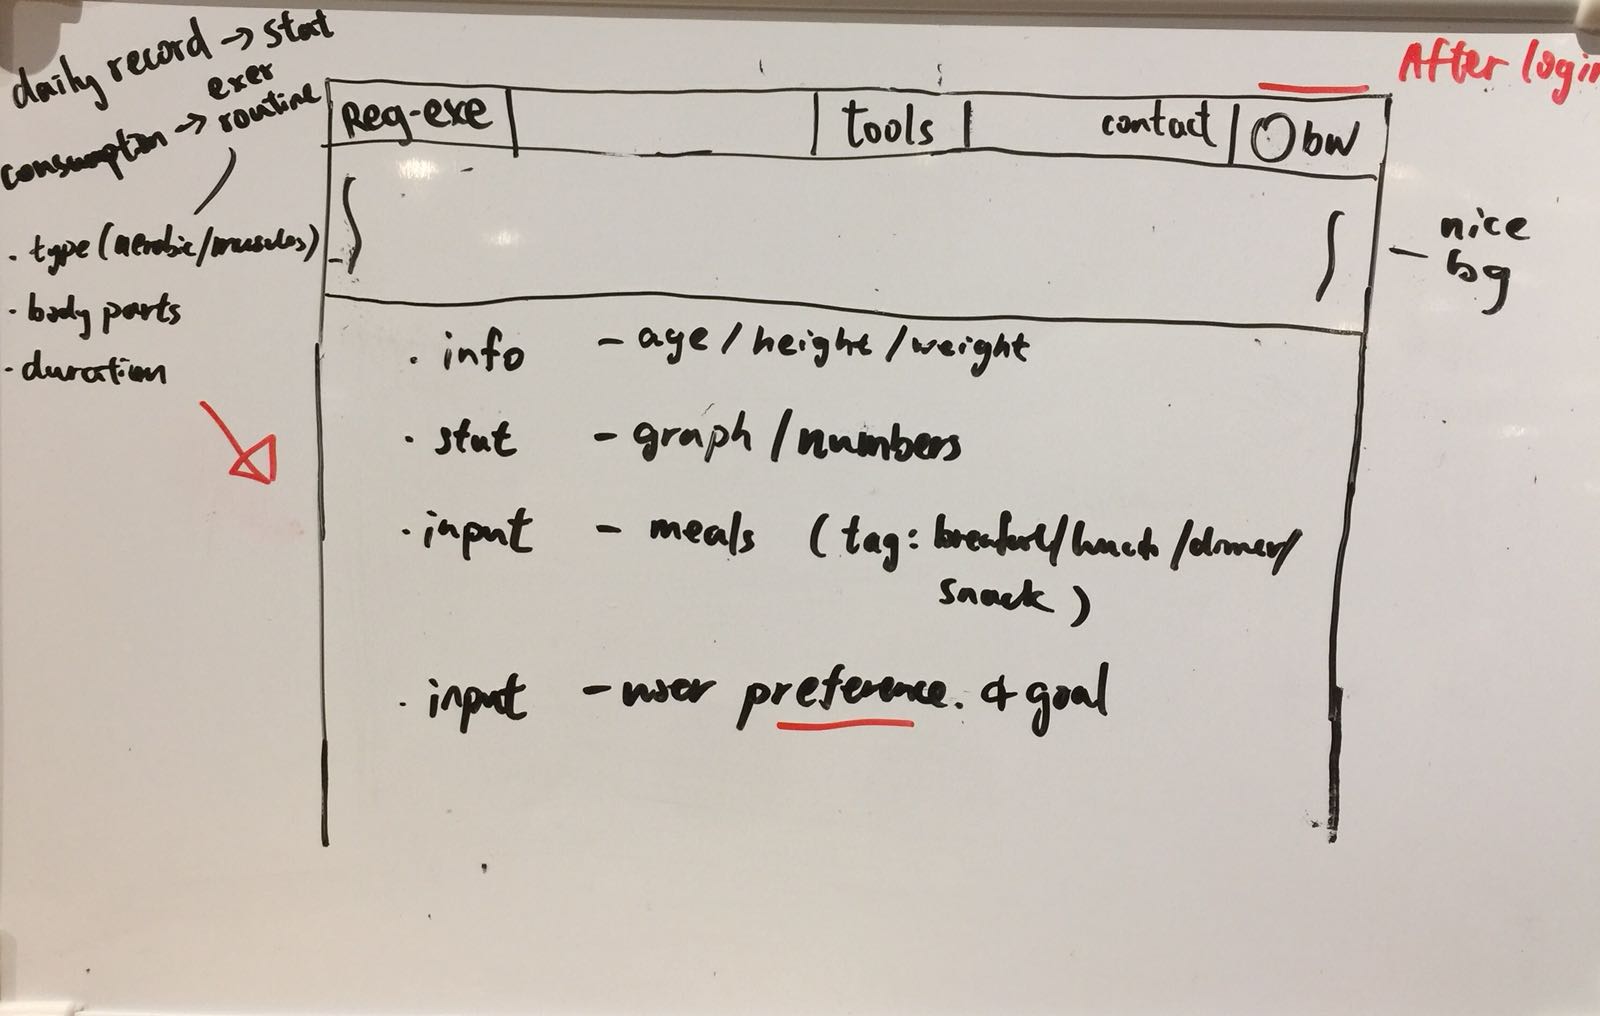 daily record → stat
exer
consumption → routine
· type (aerobic/muscles)
· body parts
· duration
After login
Reg-exe
tools
contact
bw
nice
bg
· info - age / height / weight
· stat - graph / numbers
· input - meals (tag: breakfast/lunch/dinner/
snack)
· input - user preference. & goal